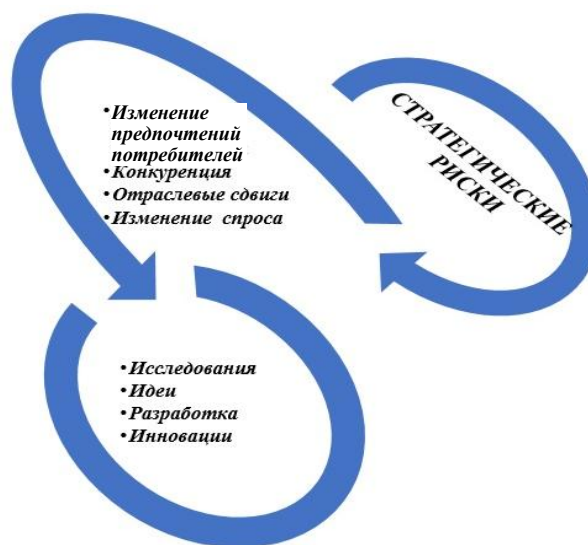 •Изменение
предпочтений
потребителей
•Конкуренция
•Отраслевые сдвиги
•Изменение спроса
СТРАТЕГИЧЕСКИЕ
РИСКИ
•Исследования
•Идеи
•Разработка
•Инновации